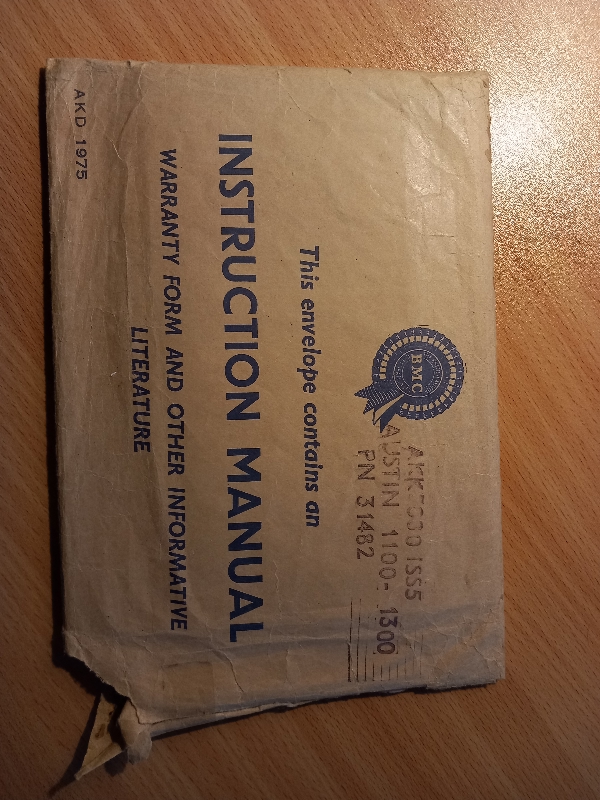 BMC
ISS5
AUSTIN 1100-1300
PN 31482
This envelope contains an
INSTRUCTION MANUAL
WARRANTY FORM AND OTHER INFORMATIVE
LITERATURE
AKD 1975